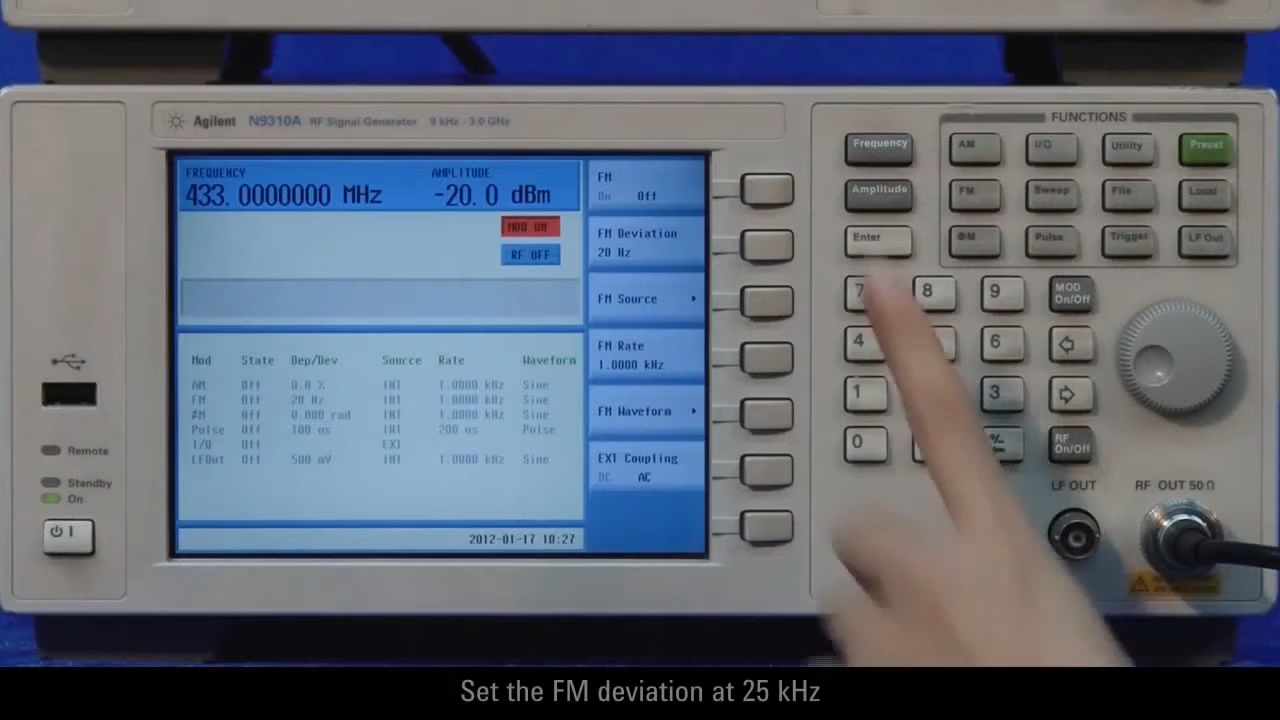 Agilent N9310A RF Signal Generator 9 kHz - 3.0 GHz
FREQUENCY AMPLITUDE
433.0000000 MHz -20.0 dBm
MOD ON
RF OFF
Mod State Dep/Dev Source Rate Waveform
AM Off 0.0 % INT 1.0000 kHz Sine
FM Off 20 Hz INT 1.0000 kHz Sine
ΦM Off 0.000 rad INT 1.0000 kHz Sine
Pulse Off 100 us INT 200 us Pulse
I/Q Off EXT
LFOut Off 500 mV INT 1.0000 kHz Sine
2012-01-17 10:27
FM
On Off
FM Deviation
20 Hz
FM Source
FM Rate
1.0000 kHz
FM Waveform
EXT Coupling
DC AC
Remote
Standby
On
FUNCTIONS
Frequency AM I/Q Utility Preset
Amplitude FM Sweep File Local
Enter ΦM Pulse Trigger LF Out
7 8 9 MOD On/Off
4 6
1 3
0 RF On/Off
LF OUT RF OUT 50 Ω
Set the FM deviation at 25 kHz